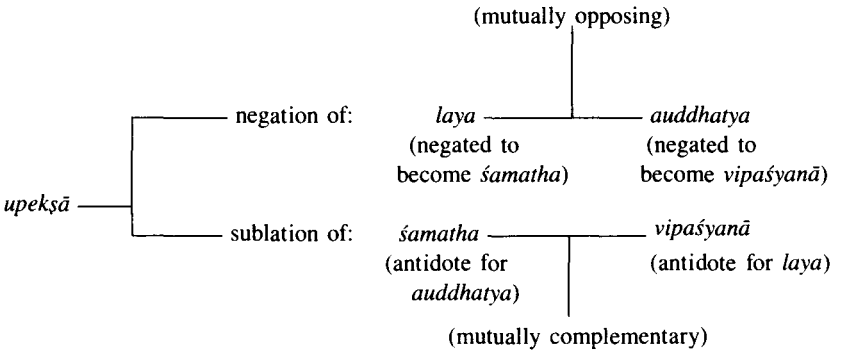 (mutually opposing)
negation of: laya auddhatya
(negated to (negated to
become śamatha) become vipaśyanā)
upekṣā
sublation of: śamatha vipaśyanā
(antidote for (antidote for laya)
auddhatya)
(mutually complementary)